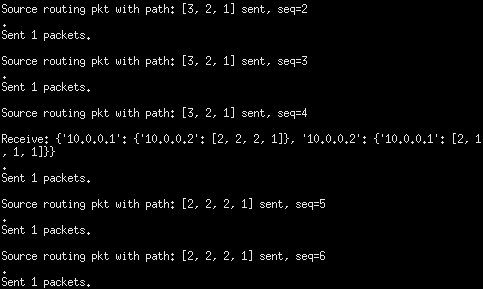 Source routing pkt with path: [3, 2, 1] sent, seq=2
.
Sent 1 packets.
Source routing pkt with path: [3, 2, 1] sent, seq=3
.
Sent 1 packets.
Source routing pkt with path: [3, 2, 1] sent, seq=4
Receive: {'10.0.0.1': {'10.0.0.2': [2, 2, 2, 1]}, '10.0.0.2': {'10.0.0.1': [2, 1
, 1, 1]}}
.
Sent 1 packets.
Source routing pkt with path: [2, 2, 2, 1] sent, seq=5
.
Sent 1 packets.
Source routing pkt with path: [2, 2, 2, 1] sent, seq=6
.
Sent 1 packets.